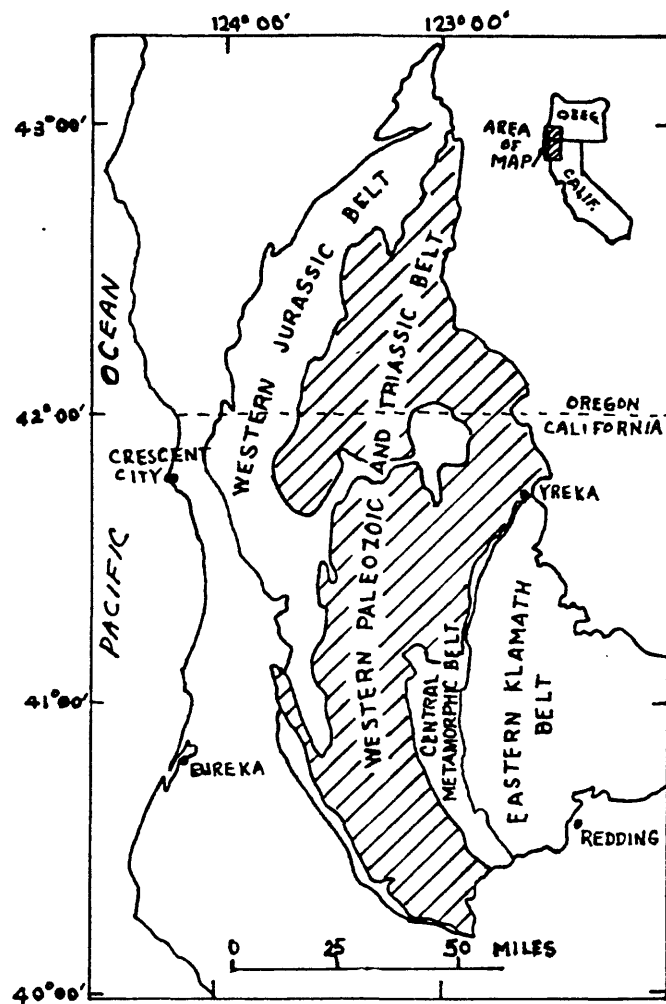 124°00′
123°00′
43°00′
OREG
AREA
OF
MAP
CALIF.
WESTERN JURASSIC BELT
WESTERN PALEOZOIC AND TRIASSIC BELT
OCEAN
42°00′
OREGON
CALIFORNIA
CRESCENT
CITY
YREKA
PACIFIC
CENTRAL
METAMORPHIC BELT
EASTERN KLAMATH
BELT
41°00′
EUREKA
REDDING
0 25 50 MILES
40°00′